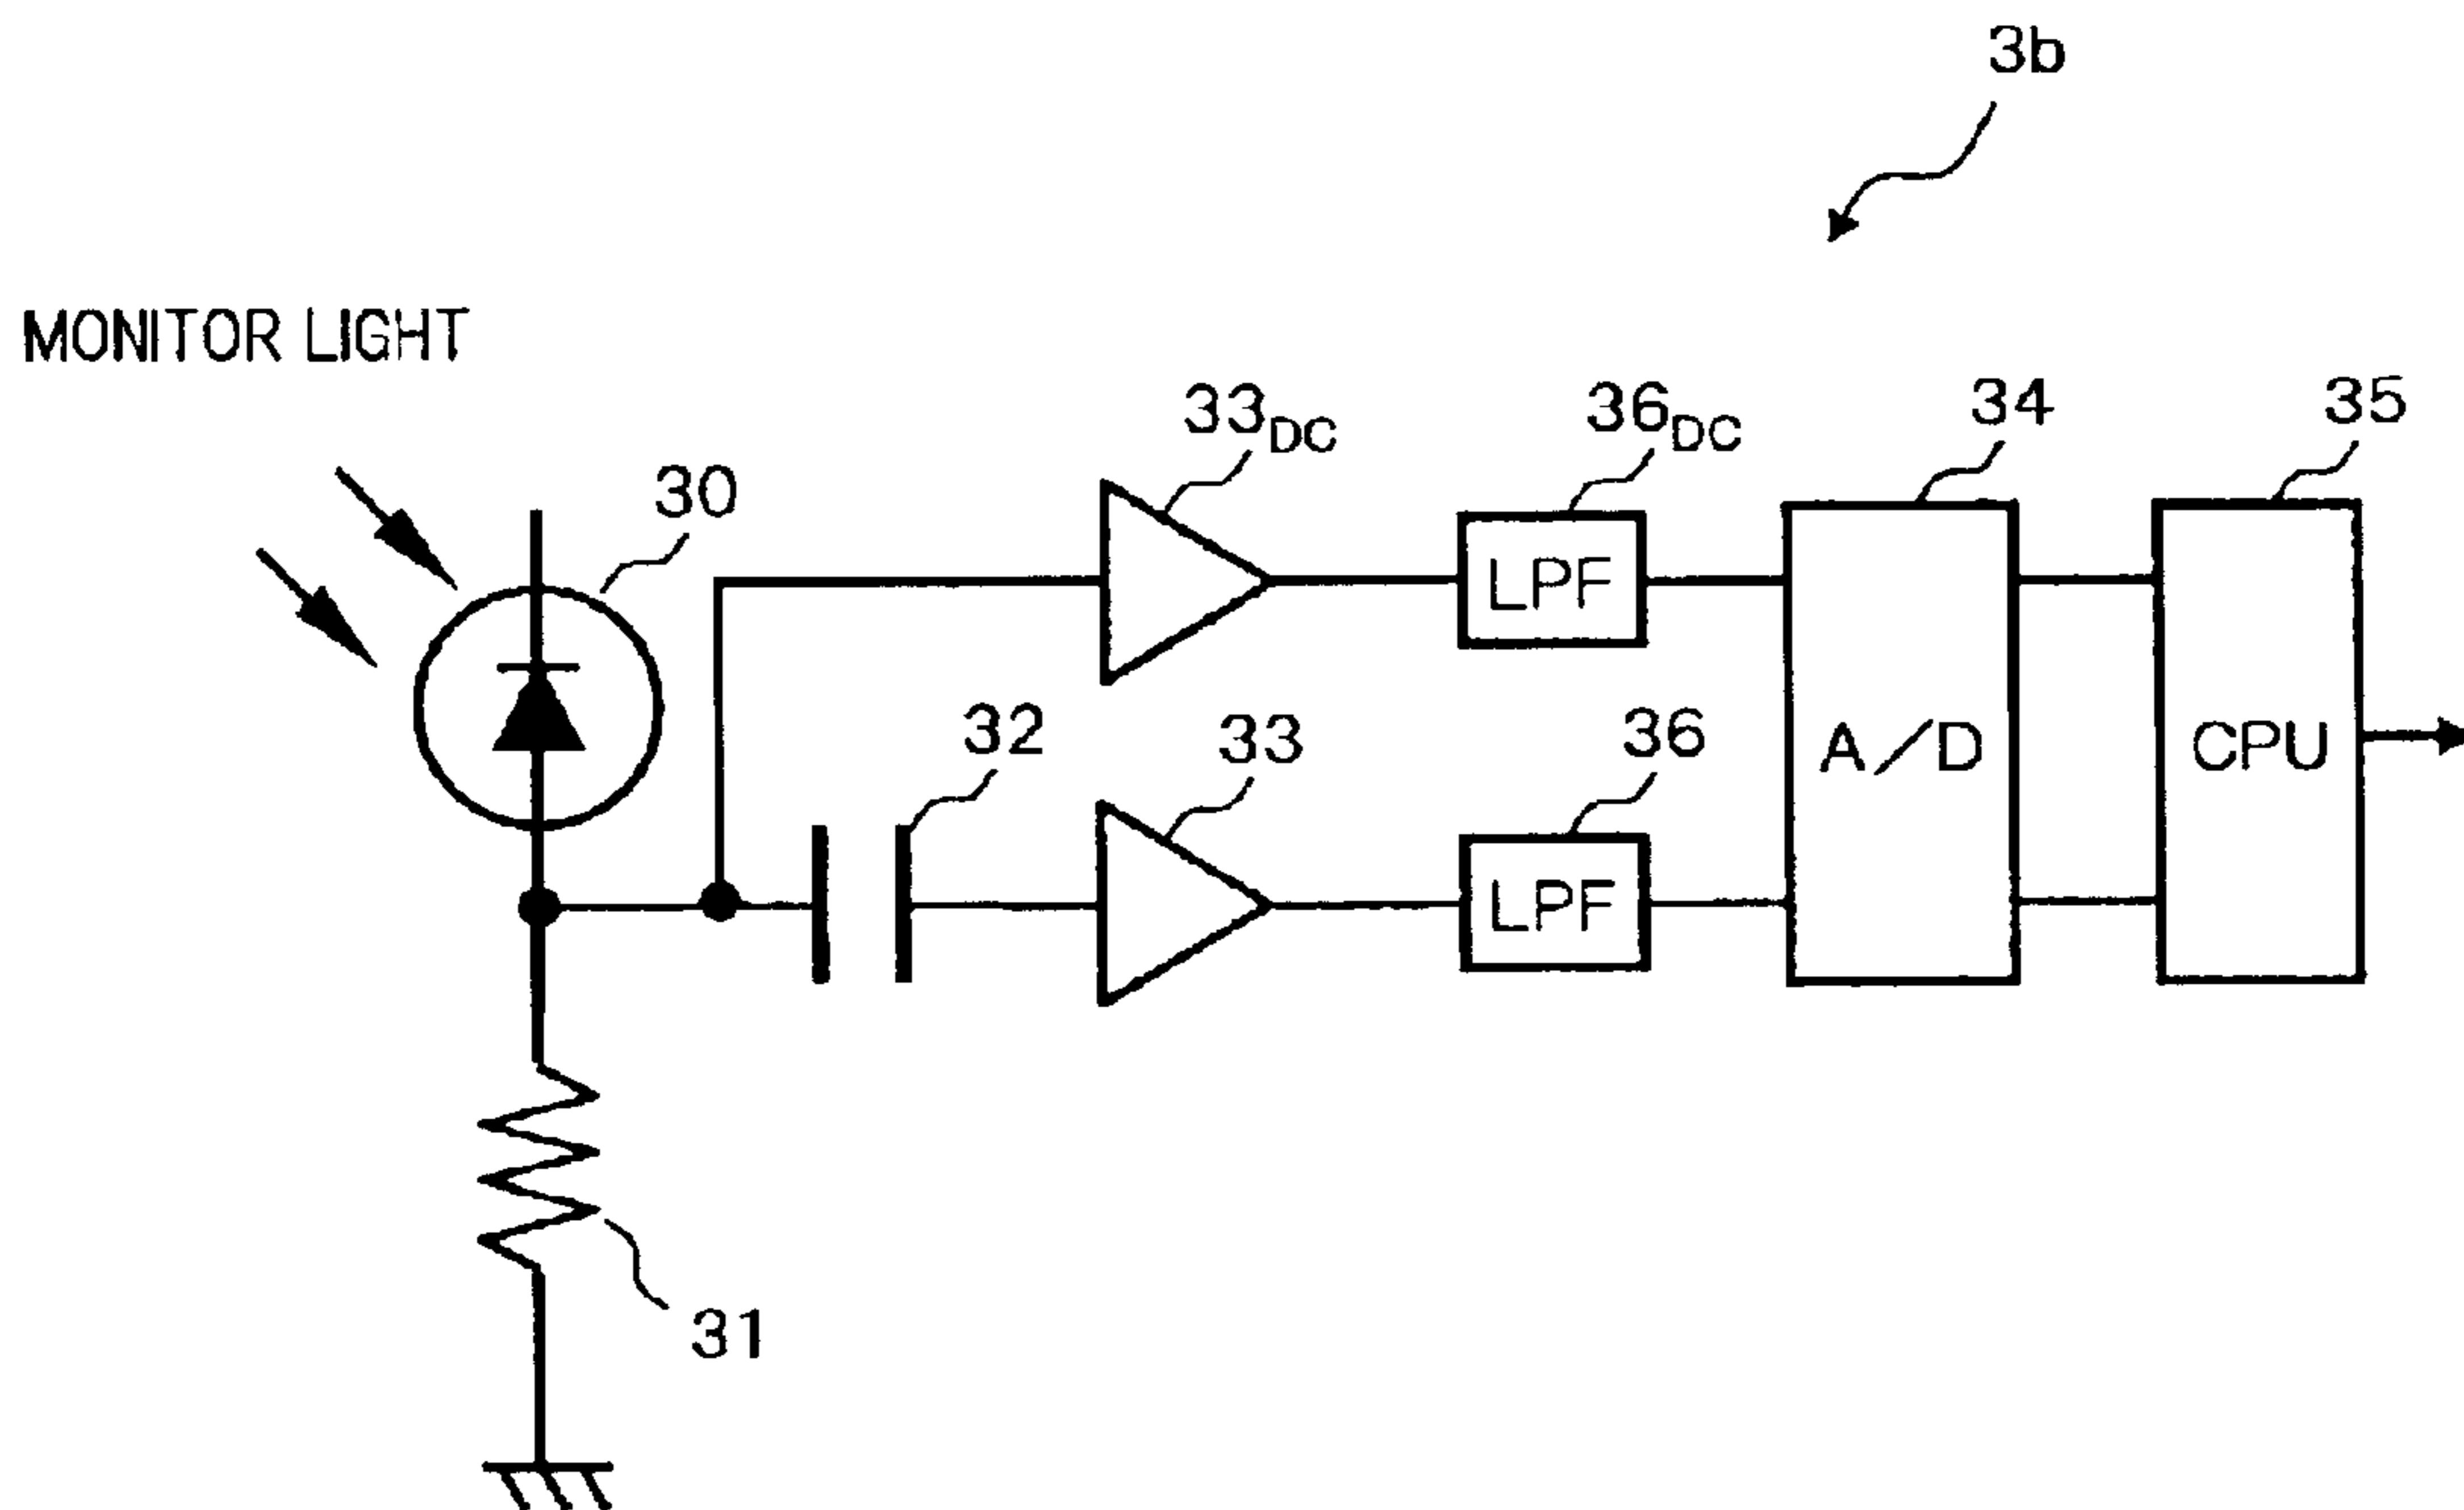 3b
MONITOR LIGHT
33DC
36DC
34
35
30
LPF
32
33
36
A/D
CPU
LPF
31